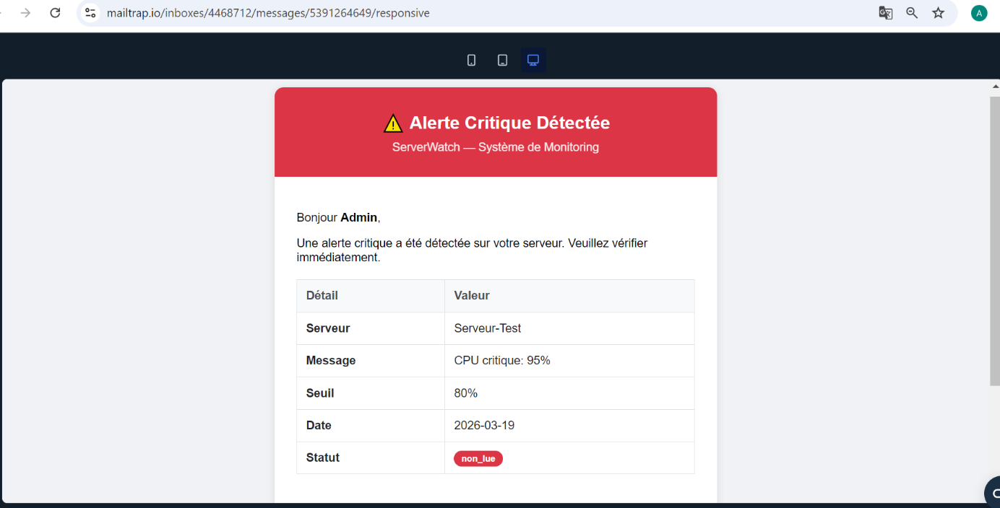 mailtrap.io/inboxes/4468712/messages/5391264649/responsive
A
Alerte Critique Détectée
ServerWatch — Système de Monitoring
Bonjour Admin,
Une alerte critique a été détectée sur votre serveur. Veuillez vérifier
immédiatement.
Détail Valeur
Serveur Serveur-Test
Message CPU critique: 95%
Seuil 80%
Date 2026-03-19
Statut non_lue